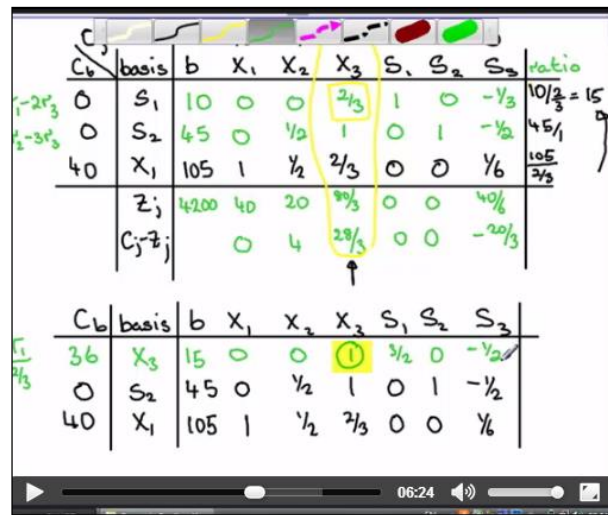 Cb basis b X₁ X₂ X₃ S₁ S₂ S₃ ratio
r₁-2r₃ 0 S₁ 10 0 0 2/3 1 0 -1/3 10/2/3 = 15
r₂-3r₃ 0 S₂ 45 0 1/2 1 0 1 -1/2 45/1
40 X₁ 105 1 1/2 2/3 0 0 1/6 105/2/3
Zj 4200 40 20 80/3 0 0 40/6
Cj-Zj 0 4 28/3 0 0 -20/3
Cb basis b X₁ X₂ X₃ S₁ S₂ S₃
r₁/2/3 36 X₃ 15 0 0 1 3/2 0 -1/2
0 S₂ 45 0 1/2 1 0 1 -1/2
40 X₁ 105 1 1/2 2/3 0 0 1/6
06:24